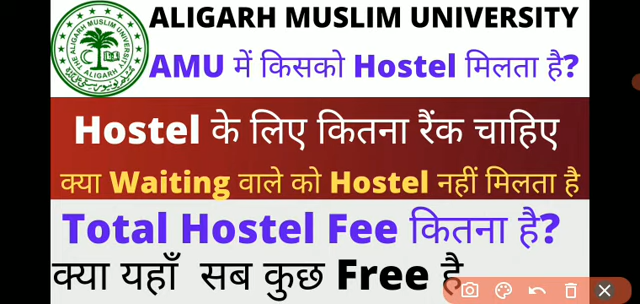 ALIGARH MUSLIM UNIVERSITY
AMU में किसको Hostel मिलता है?
Hostel के लिए कितना रैंक चाहिए
क्या Waiting वाले को Hostel नहीं मिलता है
Total Hostel Fee कितना है?
क्या यहाँ सब कुछ Free है